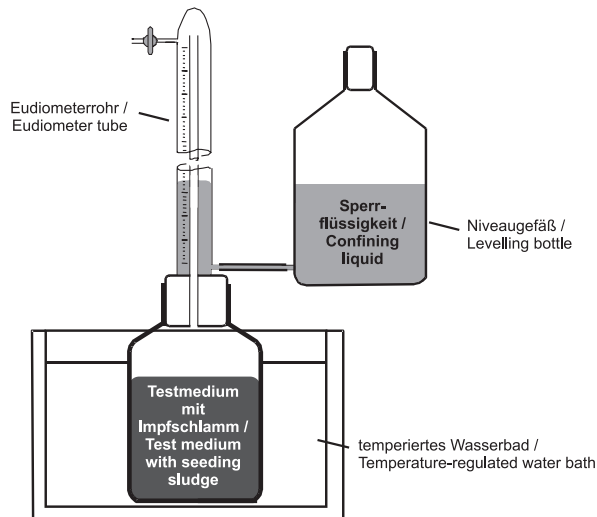 Eudiometerrohr /
Eudiometer tube
Sperr-
flüssigkeit /
Confining
liquid
Niveaugefäß /
Levelling bottle
Testmedium
mit
Impfschlamm /
Test medium
with seeding
sludge
temperiertes Wasserbad /
Temperature-regulated water bath